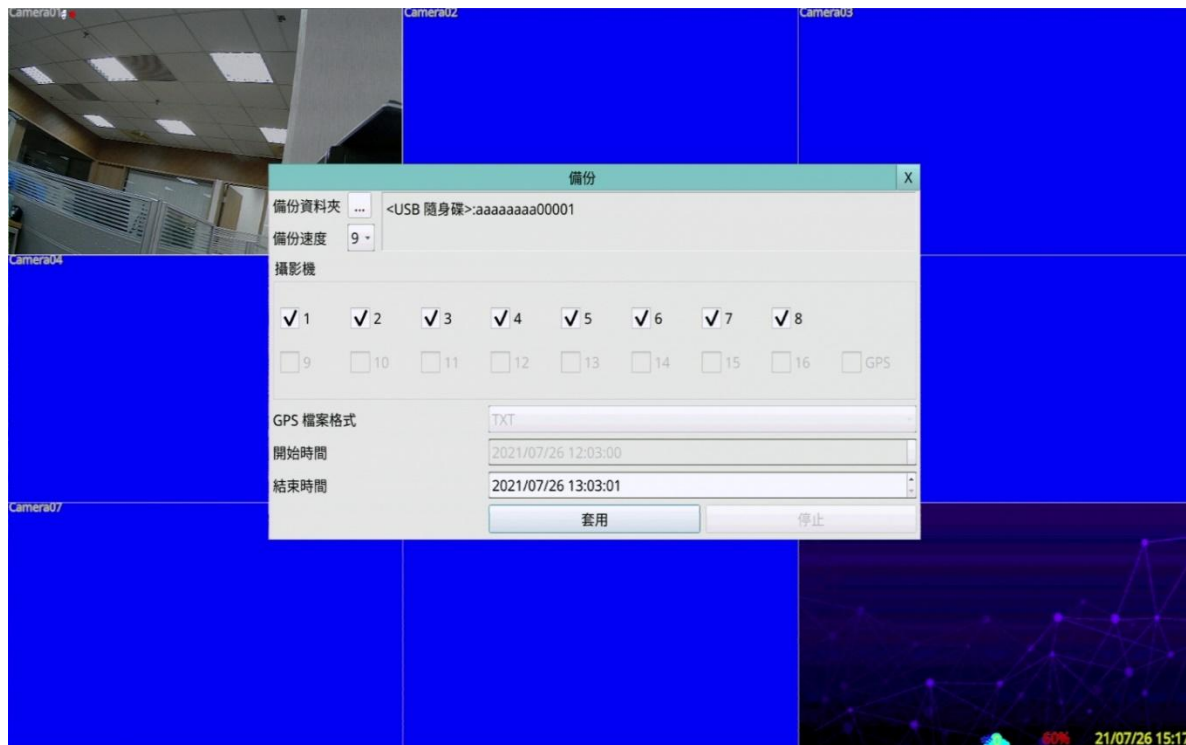 Camera01
Camera02
Camera03
備份
X
備份資料夾
...
<USB 隨身碟>:aaaaaaaa00001
備份速度
9
攝影機
1 2 3 4 5 6 7 8
9 10 11 12 13 14 15 16 GPS
GPS 檔案格式
TXT
開始時間
2021/07/26 12:03:00
結束時間
2021/07/26 13:03:01
套用
停止
Camera04
Camera07
60%
21/07/26 15:17